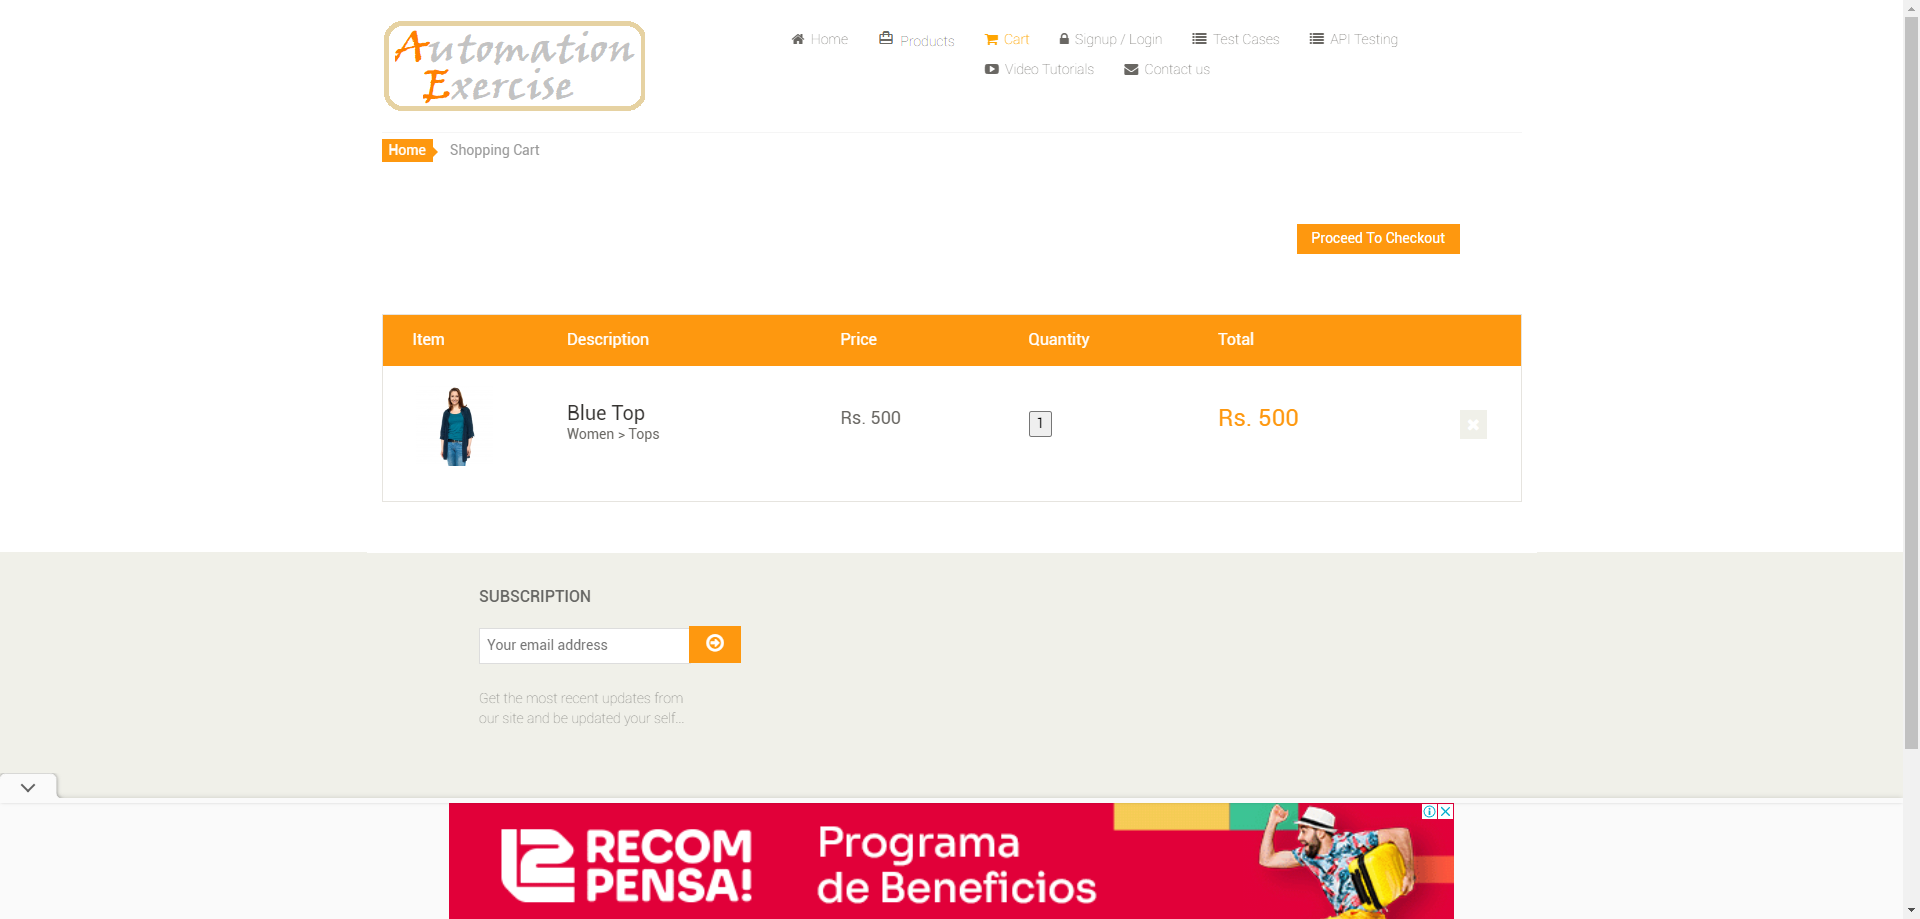 Automation
Exercise
Home
Products
Cart
Signup / Login
Test Cases
API Testing
Video Tutorials
Contact us
Home
Shopping Cart
Proceed To Checkout
Item Description Price Quantity Total
Blue Top
Women > Tops
Rs. 500
1
Rs. 500
SUBSCRIPTION
Your email address
Get the most recent updates from
our site and be updated your self...
RECOM
PENSA!
Programa
de Beneficios